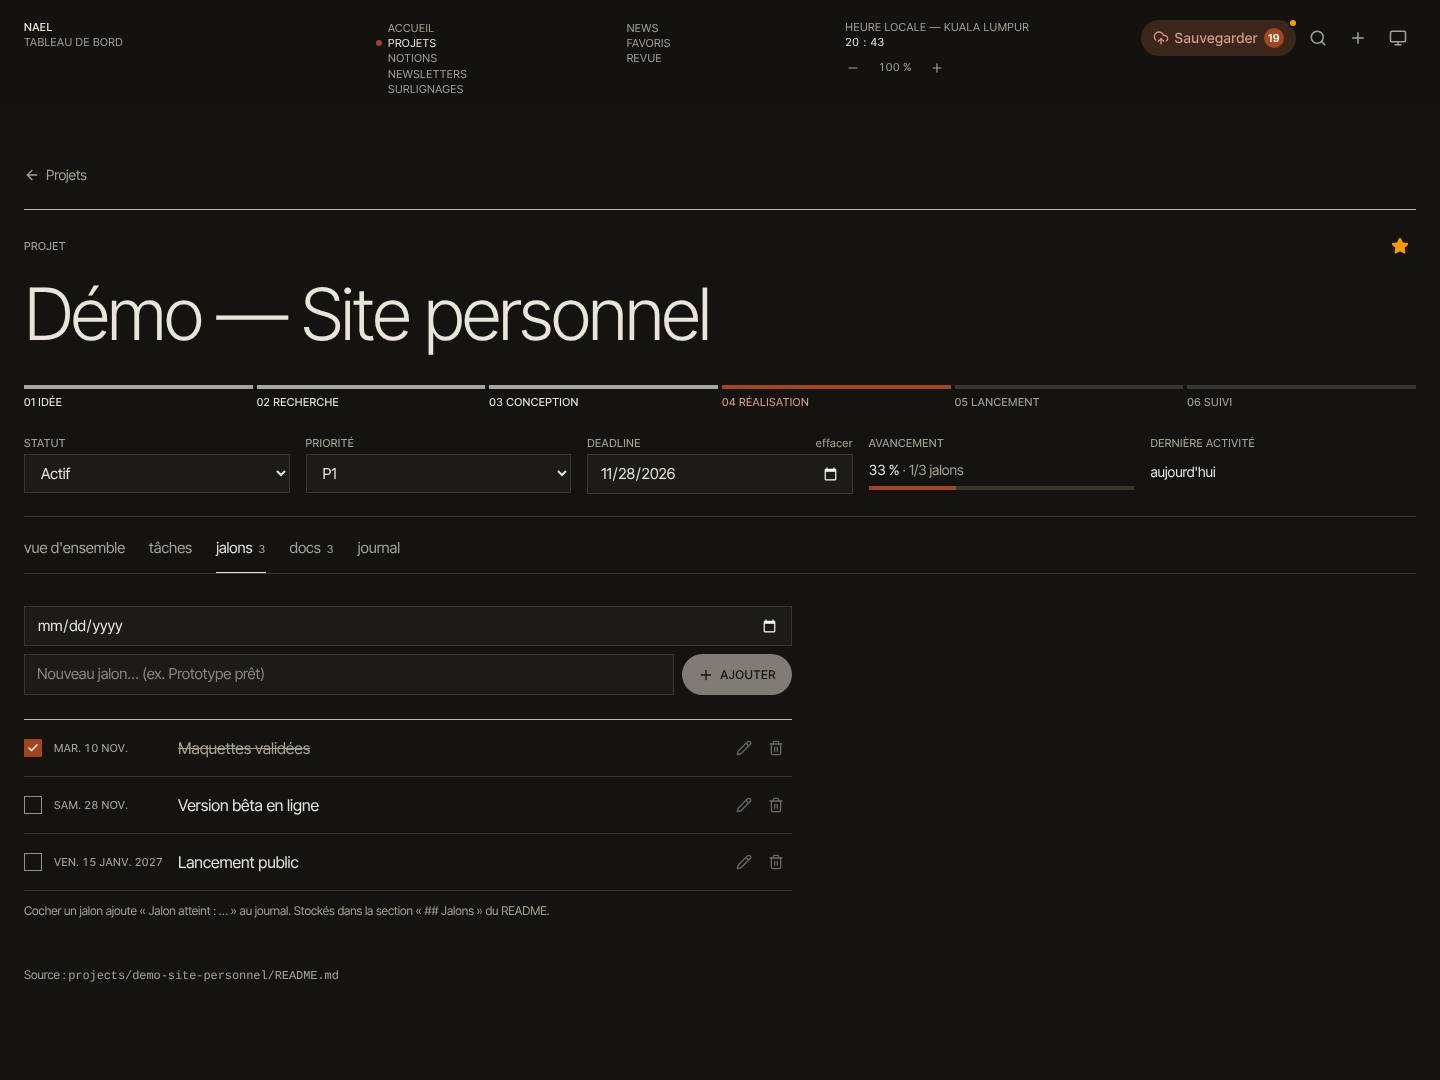 NAEL
TABLEAU DE BORD
ACCUEIL
PROJETS
NOTIONS
NEWSLETTERS
SURLIGNAGES
NEWS
FAVORIS
REVUE
HEURE LOCALE — KUALA LUMPUR
20 : 43
100 %
Sauvegarder 19
Projets
PROJET
Démo — Site personnel
01 IDÉE
02 RECHERCHE
03 CONCEPTION
04 RÉALISATION
05 LANCEMENT
06 SUIVI
STATUT
Actif
PRIORITÉ
P1
DEADLINE effacer
11/28/2026
AVANCEMENT
33 % · 1/3 jalons
DERNIÈRE ACTIVITÉ
aujourd'hui
vue d'ensemble tâches jalons 3 docs 3 journal
mm/dd/yyyy
Nouveau jalon... (ex. Prototype prêt)
AJOUTER
MAR. 10 NOV. Maquettes validées
SAM. 28 NOV. Version bêta en ligne
VEN. 15 JANV. 2027 Lancement public
Cocher un jalon ajoute « Jalon atteint : ... » au journal. Stockés dans la section « ## Jalons » du README.
Source : projects/demo-site-personnel/README.md